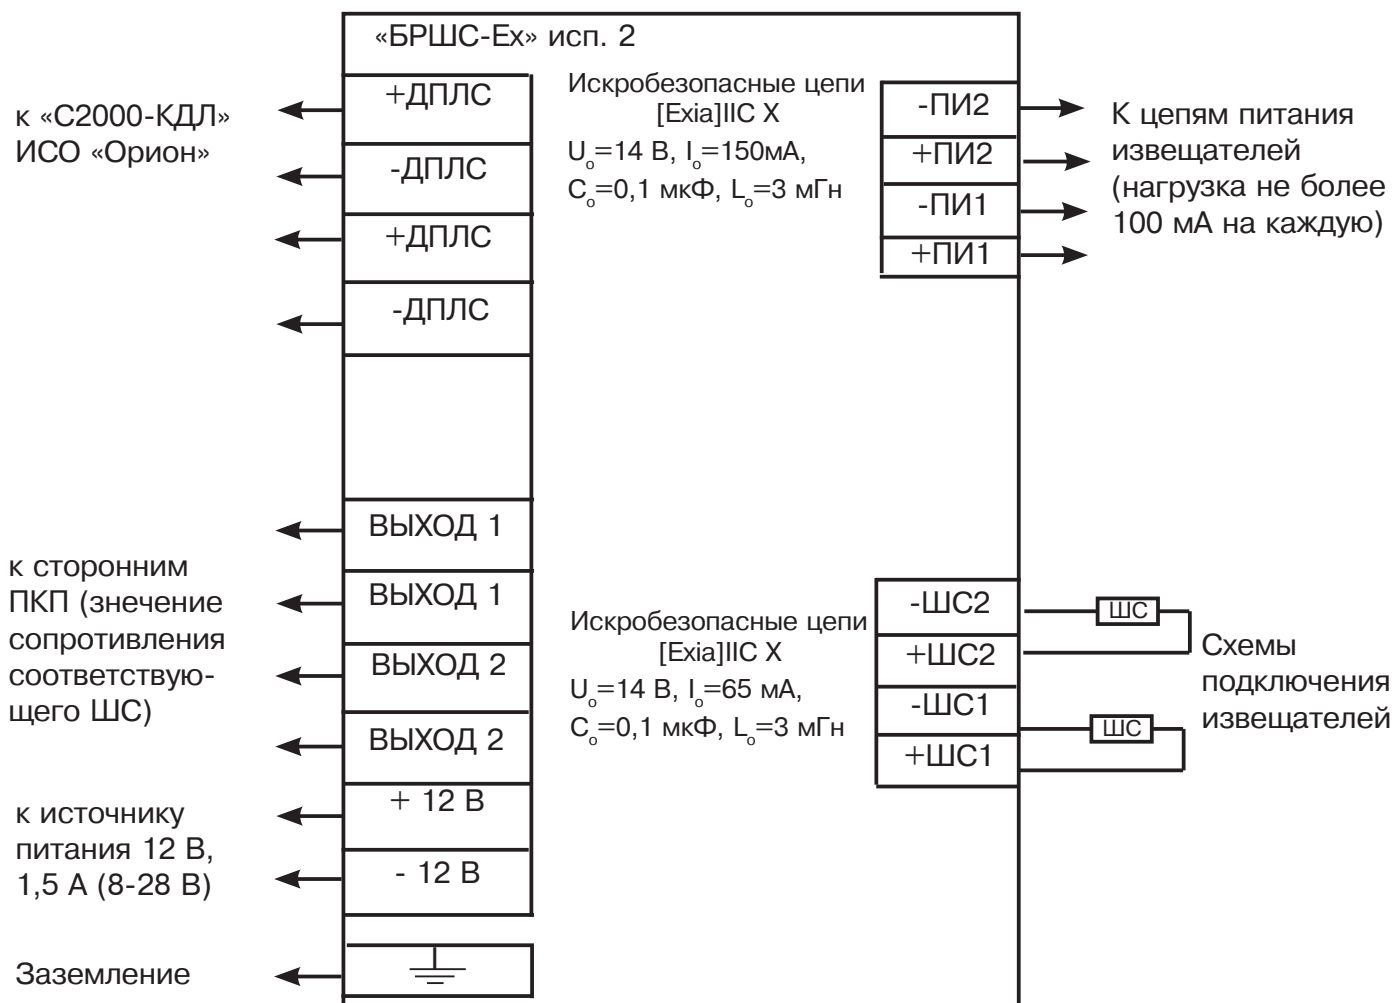 «БРШС-Ех» исп. 2
к «С2000-КДЛ»
ИСО «Орион»
+ДПЛС
-ДПЛС
+ДПЛС
-ДПЛС
Искробезопасные цепи
[Exia]IIC X
Uo=14 В, Io=150мА,
Co=0,1 мкФ, Lo=3 мГн
-ПИ2
+ПИ2
-ПИ1
+ПИ1
К цепям питания
извещателей
(нагрузка не более
100 мА на каждую)
к сторонним
ПКП (знечение
сопротивления
соответствую-
щего ШС)
ВЫХОД 1
ВЫХОД 1
ВЫХОД 2
ВЫХОД 2
Искробезопасные цепи
[Exia]IIC X
Uo=14 В, Io=65 мА,
Co=0,1 мкФ, Lo=3 мГн
-ШС2
+ШС2
-ШС1
+ШС1
ШС
ШС
Схемы
подключения
извещателей
к источнику
питания 12 В,
1,5 А (8-28 В)
+ 12 В
- 12 В
Заземление